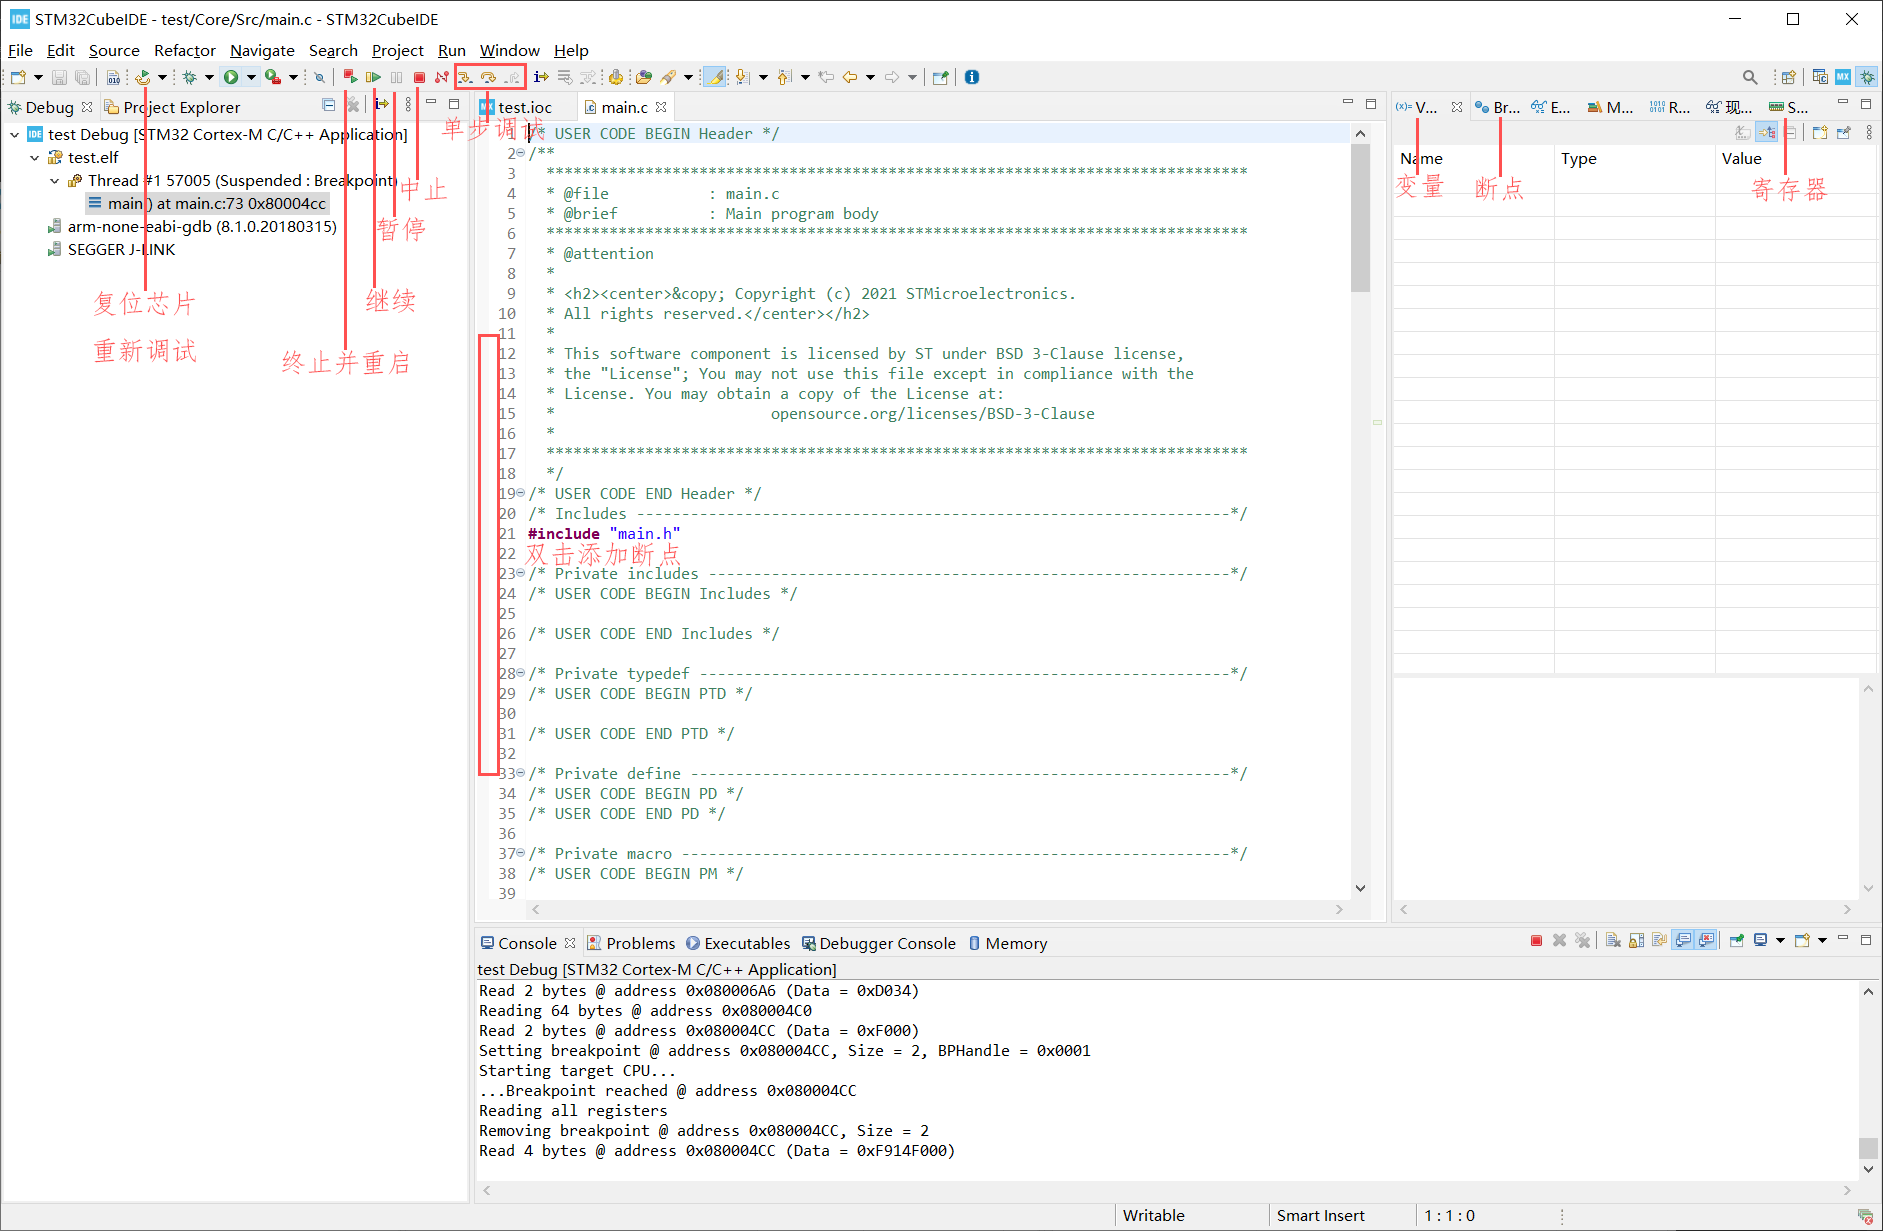 STM32CubeIDE - test/Core/Src/main.c - STM32CubeIDE
File Edit Source Refactor Navigate Search Project Run Window Help
Debug Project Explorer
test Debug [STM32 Cortex-M C/C++ Application]
test.elf
Thread #1 57005 (Suspended : Breakpoint)
main() at main.c:73 0x80004cc
arm-none-eabi-gdb (8.1.0.20180315)
SEGGER J-LINK
复位芯片
重新调试
终止并重启
继续
暂停
中止
单步调试
test.ioc main.c
1 /* USER CODE BEGIN Header */
2 /**
3 ******************************************************************************
4 * @file : main.c
5 * @brief : Main program body
6 ******************************************************************************
7 * @attention
8 *
9 * <h2><center>&copy; Copyright (c) 2021 STMicroelectronics.
10 * All rights reserved.</center></h2>
11 *
12 * This software component is licensed by ST under BSD 3-Clause license,
13 * the "License"; You may not use this file except in compliance with the
14 * License. You may obtain a copy of the License at:
15 * opensource.org/licenses/BSD-3-Clause
16 *
17 ******************************************************************************
18 */
19 /* USER CODE END Header */
20 /* Includes ------------------------------------------------------------------*/
21 #include "main.h"
22
双击添加断点
23 /* Private includes ----------------------------------------------------------*/
24 /* USER CODE BEGIN Includes */
25
26 /* USER CODE END Includes */
27
28 /* Private typedef -----------------------------------------------------------*/
29 /* USER CODE BEGIN PTD */
30
31 /* USER CODE END PTD */
32
33 /* Private define ------------------------------------------------------------*/
34 /* USER CODE BEGIN PD */
35 /* USER CODE END PD */
36
37 /* Private macro -------------------------------------------------------------*/
38 /* USER CODE BEGIN PM */
39
(x)= V... Br... E... M... R... 现... S...
Name Type Value
变量 断点 寄存器
Console Problems Executables Debugger Console Memory
test Debug [STM32 Cortex-M C/C++ Application]
Read 2 bytes @ address 0x080006A6 (Data = 0xD034)
Reading 64 bytes @ address 0x080004C0
Read 2 bytes @ address 0x080004CC (Data = 0xF000)
Setting breakpoint @ address 0x080004CC, Size = 2, BPHandle = 0x0001
Starting target CPU...
...Breakpoint reached @ address 0x080004CC
Reading all registers
Removing breakpoint @ address 0x080004CC, Size = 2
Read 4 bytes @ address 0x080004CC (Data = 0xF914F000)
Writable Smart Insert 1 : 1 : 0